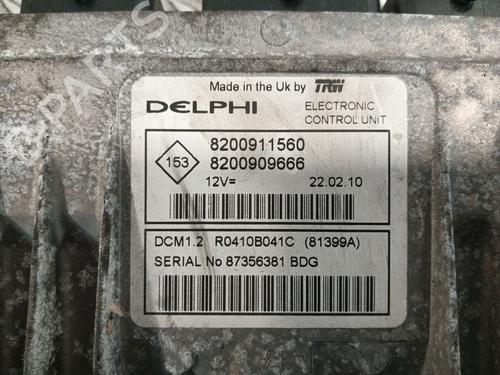 Made in the Uk by TRW
DELPHI
ELECTRONIC
CONTROL UNIT
153
8200911560
8200909666
12V=
22.02.10
DCM1.2 R0410B041C (81399A)
SERIAL No 87356381 BDG